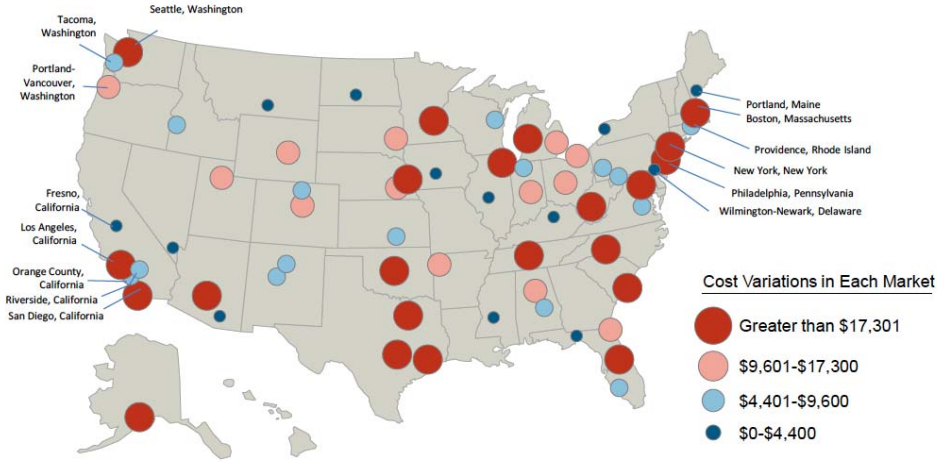 Seattle, Washington
Tacoma,
Washington
Portland-
Vancouver,
Washington
Fresno,
California
Los Angeles,
California
Orange County,
California
Riverside, California
San Diego, California
Portland, Maine
Boston, Massachusetts
Providence, Rhode Island
New York, New York
Philadelphia, Pennsylvania
Wilmington-Newark, Delaware
Cost Variations in Each Market
Greater than $17,301
$9,601-$17,300
$4,401-$9,600
$0-$4,400